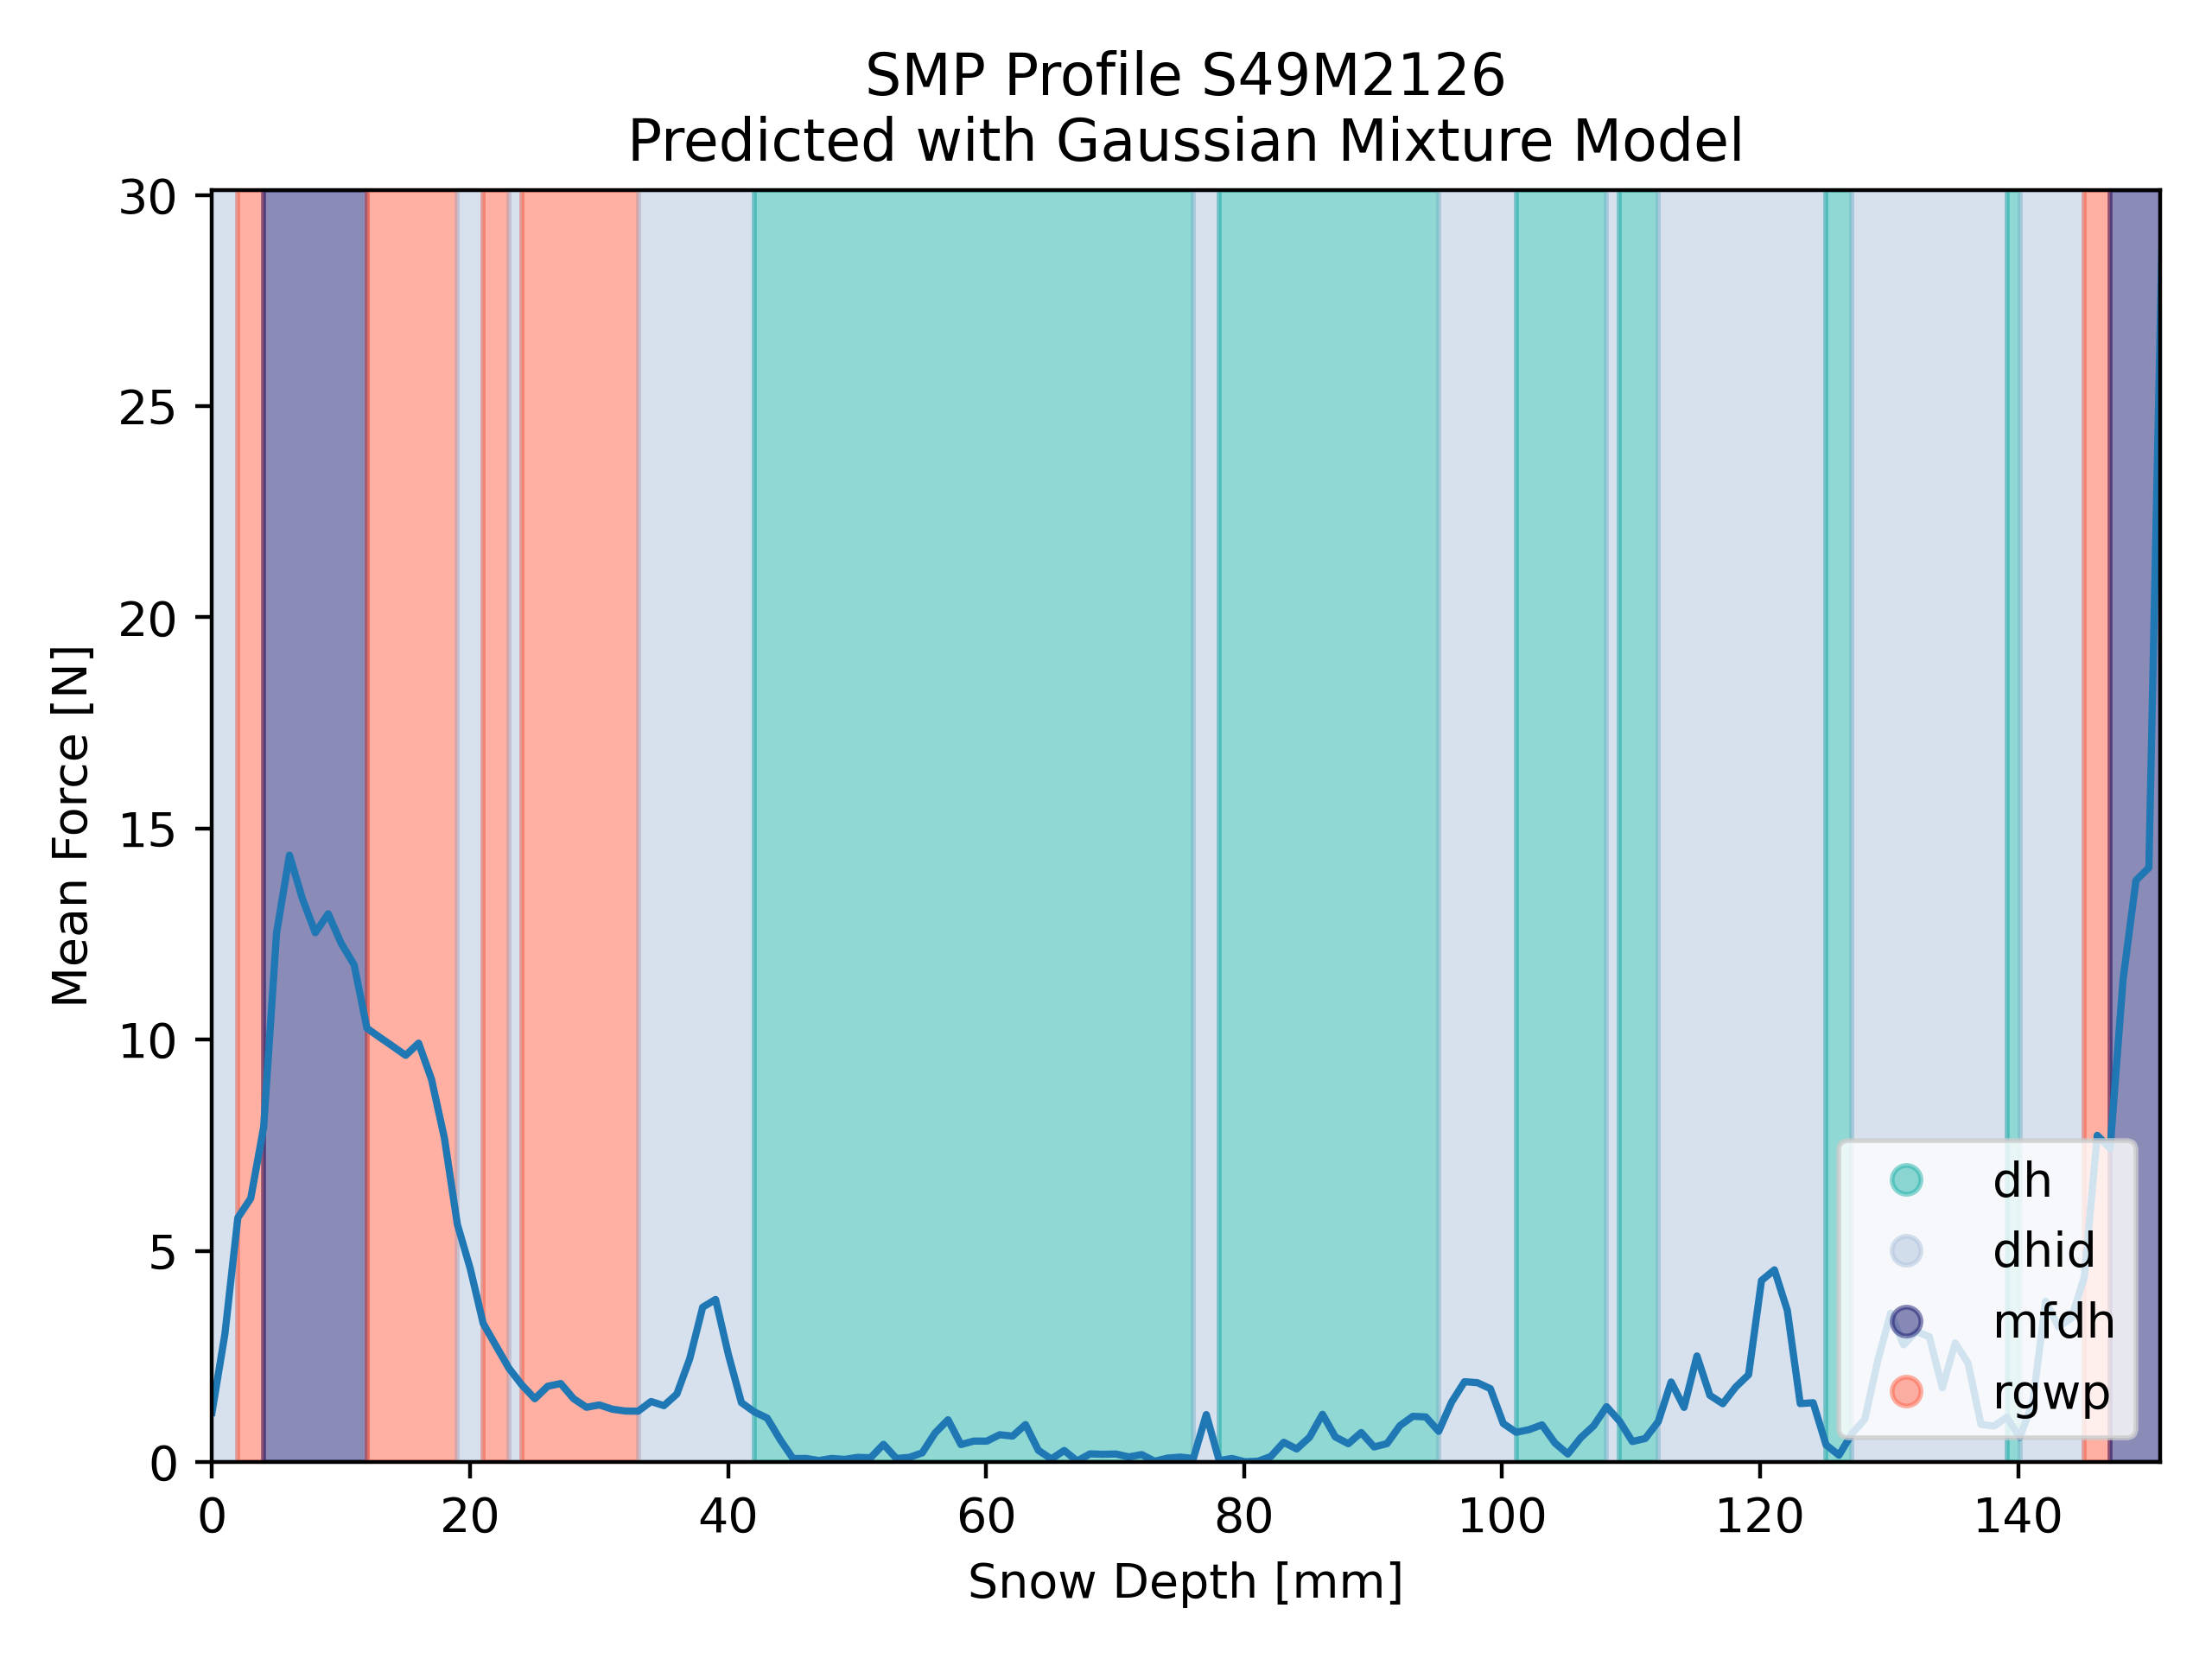 SMP Profile S49M2126
Predicted with Gaussian Mixture Model
30
25
20
15
10
5
0
Mean Force [N]
dh
dhid
mfdh
rgwp
0 20 40 60 80 100 120 140
Snow Depth [mm]